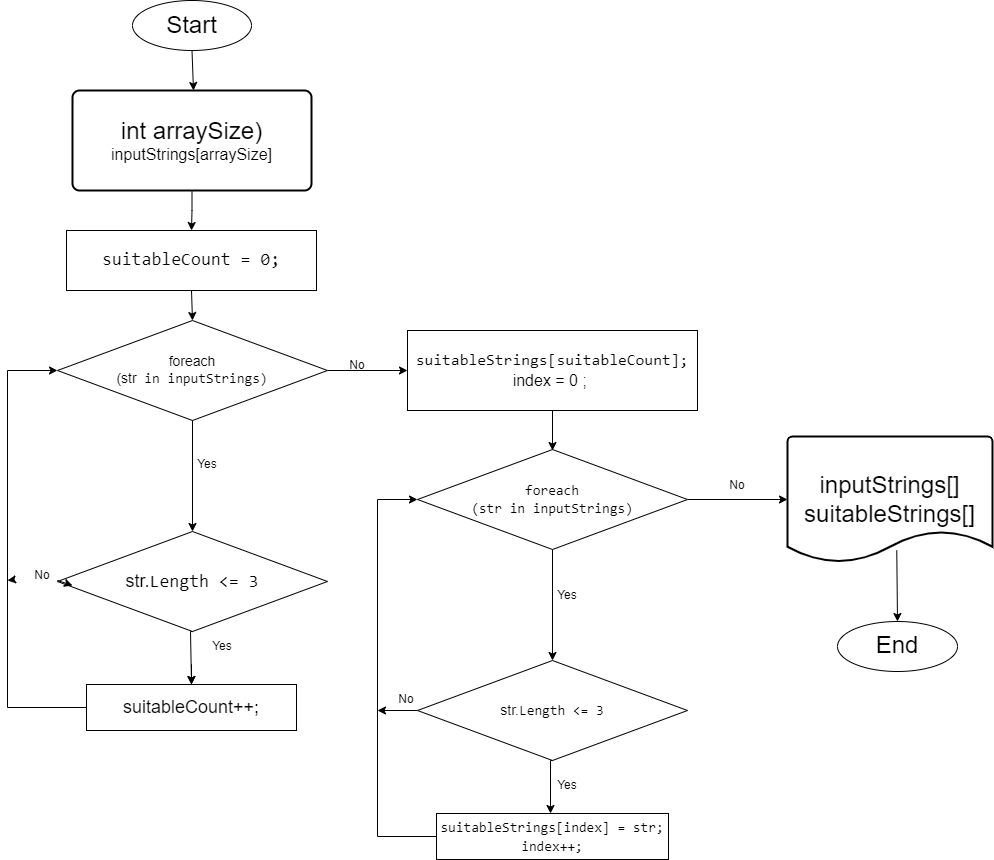 Start
int arraySize)
inputStrings[arraySize]
suitableCount = 0;
foreach
(str in inputStrings)
No
Yes
str.Length <= 3
No
Yes
suitableCount++;
suitableStrings[suitableCount];
index = 0 ;
foreach
(str in inputStrings)
No
Yes
str.Length <= 3
No
Yes
suitableStrings[index] = str;
index++;
inputStrings[]
suitableStrings[]
End